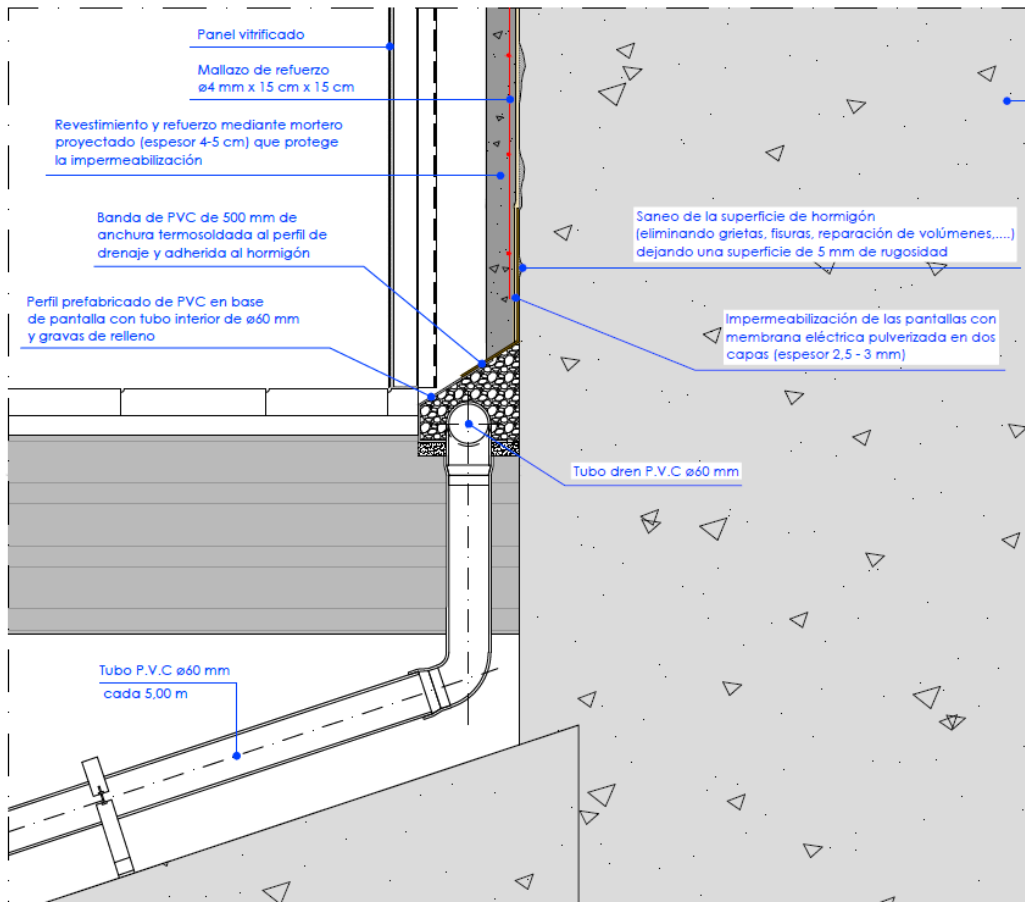 Panel vitrificado
Mallazo de refuerzo
ø4 mm x 15 cm x 15 cm
Revestimiento y refuerzo mediante mortero
proyectado (espesor 4-5 cm) que protege
la impermeabilización
Banda de PVC de 500 mm de
anchura termosoldada al perfil de
drenaje y adherida al hormigón
Perfil prefabricado de PVC en base
de pantalla con tubo interior de ø60 mm
y gravas de relleno
Saneo de la superficie de hormigón
(eliminando grietas, fisuras, reparación de volúmenes,....)
dejando una superficie de 5 mm de rugosidad
Impermeabilización de las pantallas con
membrana eléctrica pulverizada en dos
capas (espesor 2,5 - 3 mm)
Tubo dren P.V.C ø60 mm
Tubo P.V.C ø60 mm
cada 5,00 m